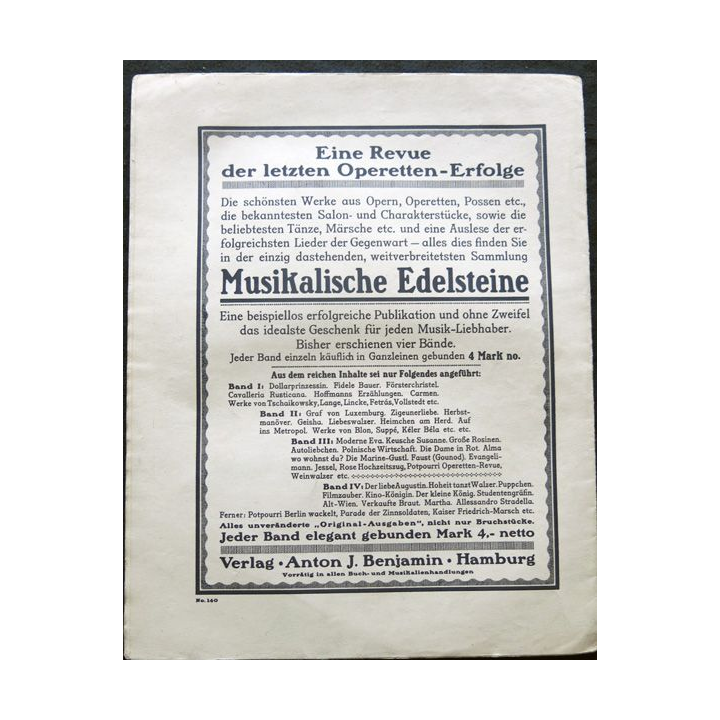 Eine Revue
der letzten Operetten-Erfolge
Die schönsten Werke aus Opern, Operetten, Possen etc.,
die bekanntesten Salon- und Charakterstücke, sowie die
beliebtesten Tänze, Märsche etc. und eine Auslese der er-
folgreichsten Lieder der Gegenwart — alles dies finden Sie
in der einzig dastehenden, weitverbreitetsten Sammlung
Musikalische Edelsteine
Eine beispiellos erfolgreiche Publikation und ohne Zweifel
das idealste Geschenk für jeden Musik-Liebhaber.
Bisher erschienen vier Bände.
Jeder Band einzeln käuflich in Ganzleinen gebunden 4 Mark no.
Aus dem reichen Inhalte sei nur Folgendes angeführt:
Band I: Dollarprinzessin. Fidele Bauer. Försterchristel.
Cavalleria Rusticana. Hoffmanns Erzählungen. Carmen.
Werke von Tschaikowsky, Lange, Lincke, Fetrás, Vollstedt etc.
Band II: Graf von Luxemburg. Zigeunerliebe. Herbst-
manöver. Geisha. Liebeswalzer. Heimchen am Herd. Auf
ins Metropol. Werke von Blon, Suppé, Kéler Béla etc. etc.
Band III: Moderne Eva. Keusche Susanne. Große Rosinen.
Autoliebchen. Polnische Wirtschaft. Die Dame in Rot. Alma
wo wohnst du? Die Marine-Gustl. Faust (Gounod). Evangeli-
mann. Jessel, Rose Hochzeitszug, Potpourri Operetten-Revue,
Weinwalzer etc.
Band IV: Der liebe Augustin. Hoheit tanzt Walzer. Puppchen.
Filmzauber. Kino-Königin. Der kleine König. Studentengräfin.
Alt-Wien. Verkaufte Braut. Martha. Allessandro Stradella.
Ferner: Potpourri Berlin wackelt, Parade der Zinnsoldaten, Kaiser Friedrich-Marsch etc.
Alles unveränderte „Original-Ausgaben", nicht nur Bruchstücke.
Jeder Band elegant gebunden Mark 4.- netto
Verlag • Anton J. Benjamin • Hamburg
Vorrätig in allen Buch- und Musikalienhandlungen
No. 140